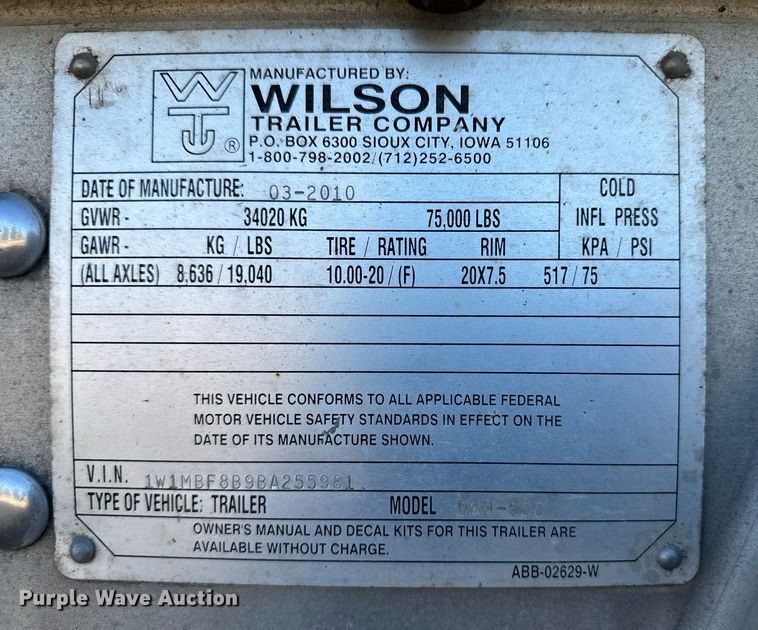 MANUFACTURED BY:
WILSON
TRAILER COMPANY
P.O. BOX 6300 SIOUX CITY, IOWA 51106
1-800-798-2002/(712)252-6500
W
T
®
DATE OF MANUFACTURE: 03-2010
COLD
GVWR - 34020 KG 75,000 LBS INFL PRESS
GAWR - KG / LBS TIRE / RATING RIM KPA / PSI
(ALL AXLES) 8,636 / 19,040 10.00-20 / (F) 20X7.5 517 / 75
THIS VEHICLE CONFORMS TO ALL APPLICABLE FEDERAL
MOTOR VEHICLE SAFETY STANDARDS IN EFFECT ON THE
DATE OF ITS MANUFACTURE SHOWN.
V.I.N. 1W1MBF8B9BA255981
TYPE OF VEHICLE: TRAILER MODEL
OWNER'S MANUAL AND DECAL KITS FOR THIS TRAILER ARE
AVAILABLE WITHOUT CHARGE.
ABB-02629-W
Purple Wave Auction